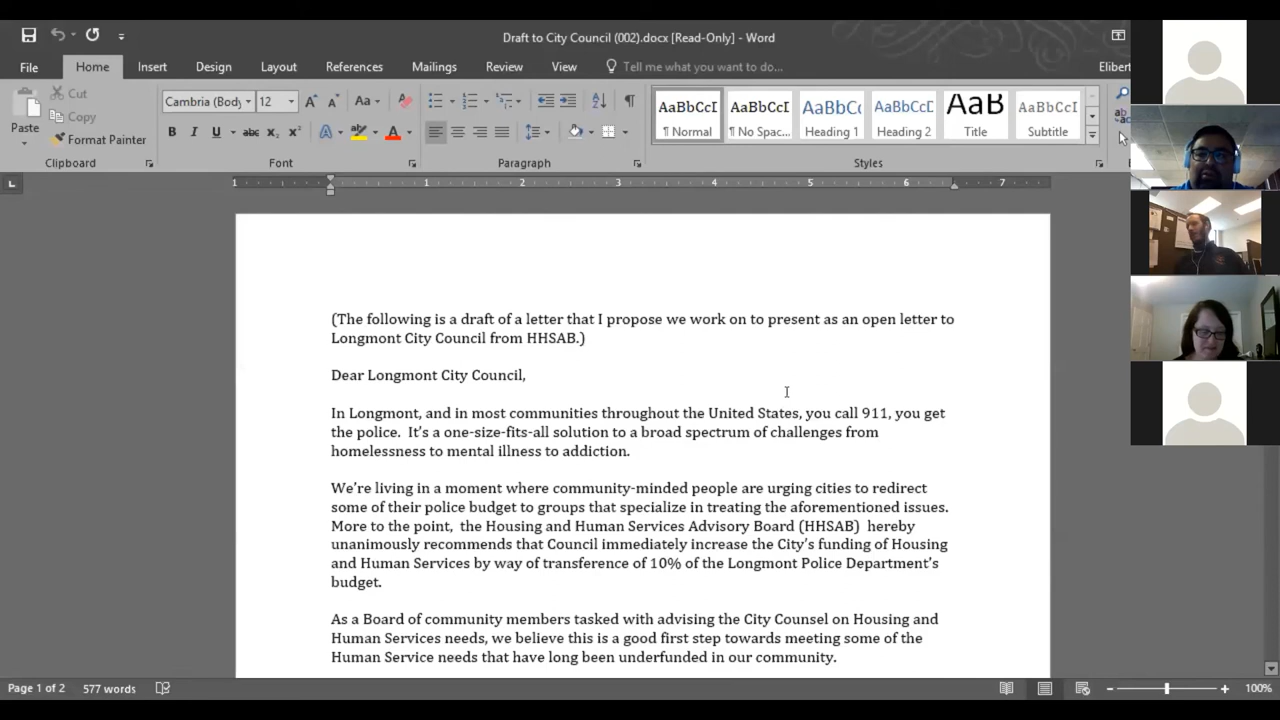 Draft to City Council (002).docx [Read-Only] - Word
File Home Insert Design Layout References Mailings Review View Tell me what you want to do... Elibert
Cut
Copy
Paste
Format Painter
Cambria (Body 12
AaBbCcI AaBbCcI AaBbCc AaBbCcI AaB AaBbCcI
¶ Normal ¶ No Spac... Heading 1 Heading 2 Title Subtitle
Clipboard Font Paragraph Styles
1 1 2 3 4 5 6 7
(The following is a draft of a letter that I propose we work on to present as an open letter to
Longmont City Council from HHSAB.)
Dear Longmont City Council,
In Longmont, and in most communities throughout the United States, you call 911, you get
the police. It's a one-size-fits-all solution to a broad spectrum of challenges from
homelessness to mental illness to addiction.
We're living in a moment where community-minded people are urging cities to redirect
some of their police budget to groups that specialize in treating the aforementioned issues.
More to the point, the Housing and Human Services Advisory Board (HHSAB) hereby
unanimously recommends that Council immediately increase the City's funding of Housing
and Human Services by way of transference of 10% of the Longmont Police Department's
budget.
As a Board of community members tasked with advising the City Counsel on Housing and
Human Services needs, we believe this is a good first step towards meeting some of the
Human Service needs that have long been underfunded in our community.
Page 1 of 2 577 words 100%